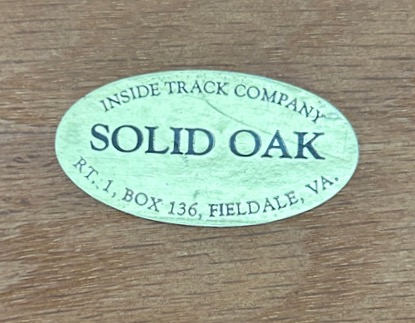 INSIDE TRACK COMPANY
SOLID OAK
RT. 1, BOX 136, FIELDALE, VA.